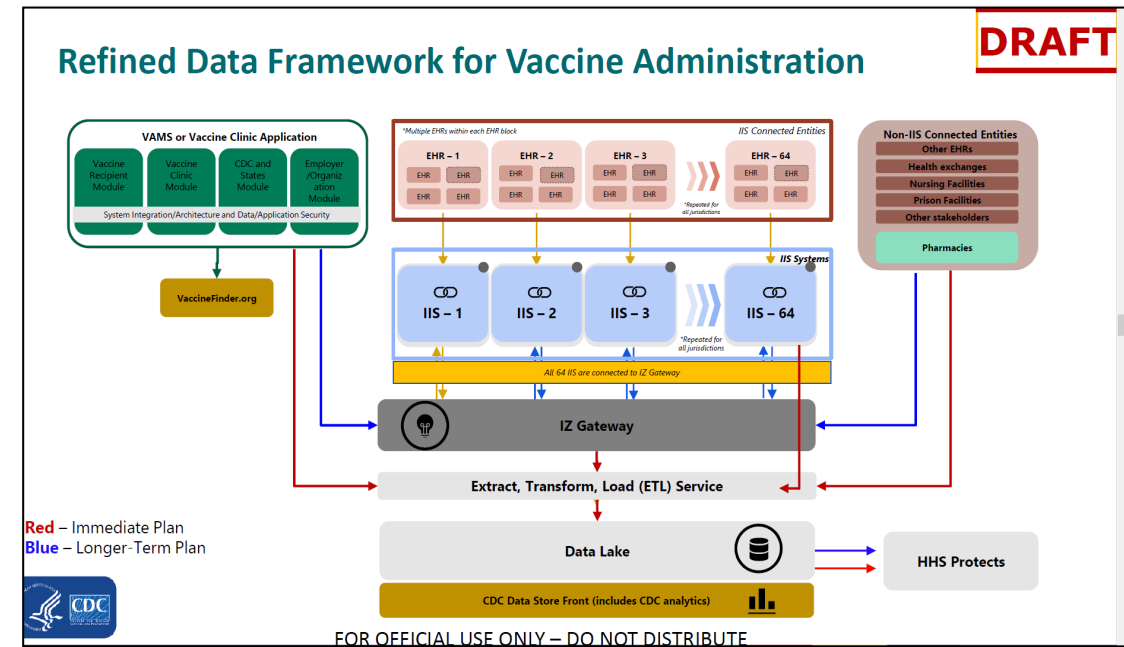 DRAFT
Refined Data Framework for Vaccine Administration
VAMS or Vaccine Clinic Application
Vaccine
Recipient
Module
Vaccine
Clinic
Module
CDC and
States
Module
Employer
/Organiz
ation
Module
System Integration/Architecture and Data/Application Security
VaccineFinder.org
*Multiple EHRs within each EHR block
IIS Connected Entities
EHR – 1
EHR
EHR
EHR
EHR
EHR – 2
EHR
EHR
EHR
EHR
EHR – 3
EHR
EHR
EHR
EHR
*Repeated for
all jurisdictions
EHR – 64
EHR
EHR
EHR
EHR
Non-IIS Connected Entities
Other EHRs
Health exchanges
Nursing Facilities
Prison Facilities
Other stakeholders
Pharmacies
IIS Systems
IIS – 1
IIS – 2
IIS – 3
*Repeated for
all jurisdictions
IIS – 64
All 64 IIS are connected to IZ Gateway
IZ Gateway
Extract, Transform, Load (ETL) Service
Data Lake
HHS Protects
CDC Data Store Front (includes CDC analytics)
Red – Immediate Plan
Blue – Longer-Term Plan
CDC
FOR OFFICIAL USE ONLY – DO NOT DISTRIBUTE